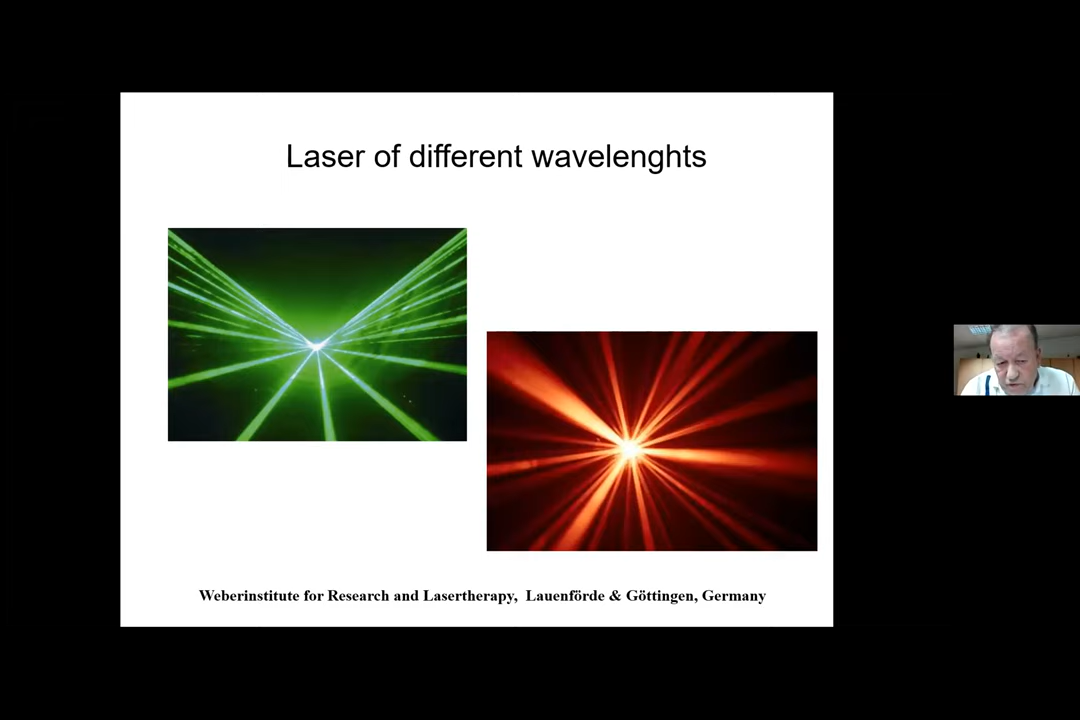 Laser of different wavelenghts
Weberinstitute for Research and Lasertherapy, Lauenförde & Göttingen, Germany